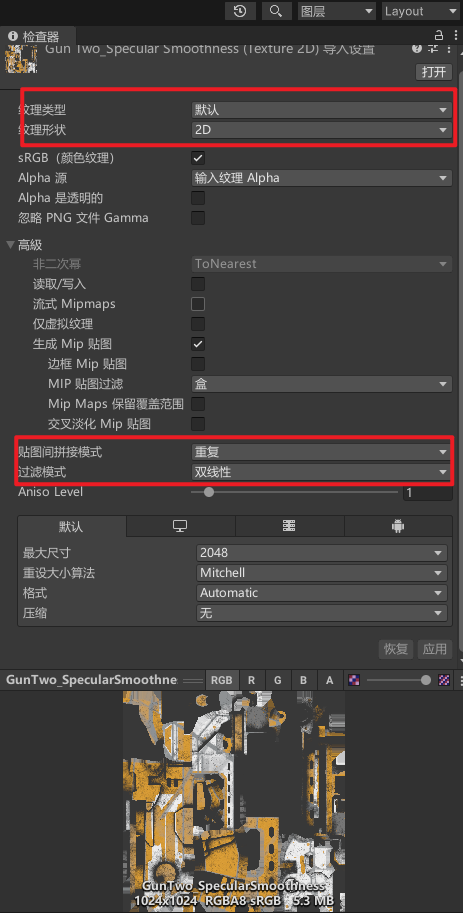 图层 Layout
检查器
Gun Two_Specular Smoothness (Texture 2D) 导入设置
打开
纹理类型 默认
纹理形状 2D
sRGB（颜色纹理）
Alpha 源 输入纹理 Alpha
Alpha 是透明的
忽略 PNG 文件 Gamma
高级
非二次幂 ToNearest
读取/写入
流式 Mipmaps
仅虚拟纹理
生成 Mip 贴图
边框 Mip 贴图
MIP 贴图过滤 盒
Mip Maps 保留覆盖范围
交叉淡化 Mip 贴图
贴图间拼接模式 重复
过滤模式 双线性
Aniso Level 1
默认
最大尺寸 2048
重设大小算法 Mitchell
格式 Automatic
压缩 无
恢复 应用
GunTwo_SpecularSmoothne RGB R G B A
GunTwo_SpecularSmoothness
1024x1024 RGBA8 sRGB 5.3 MB